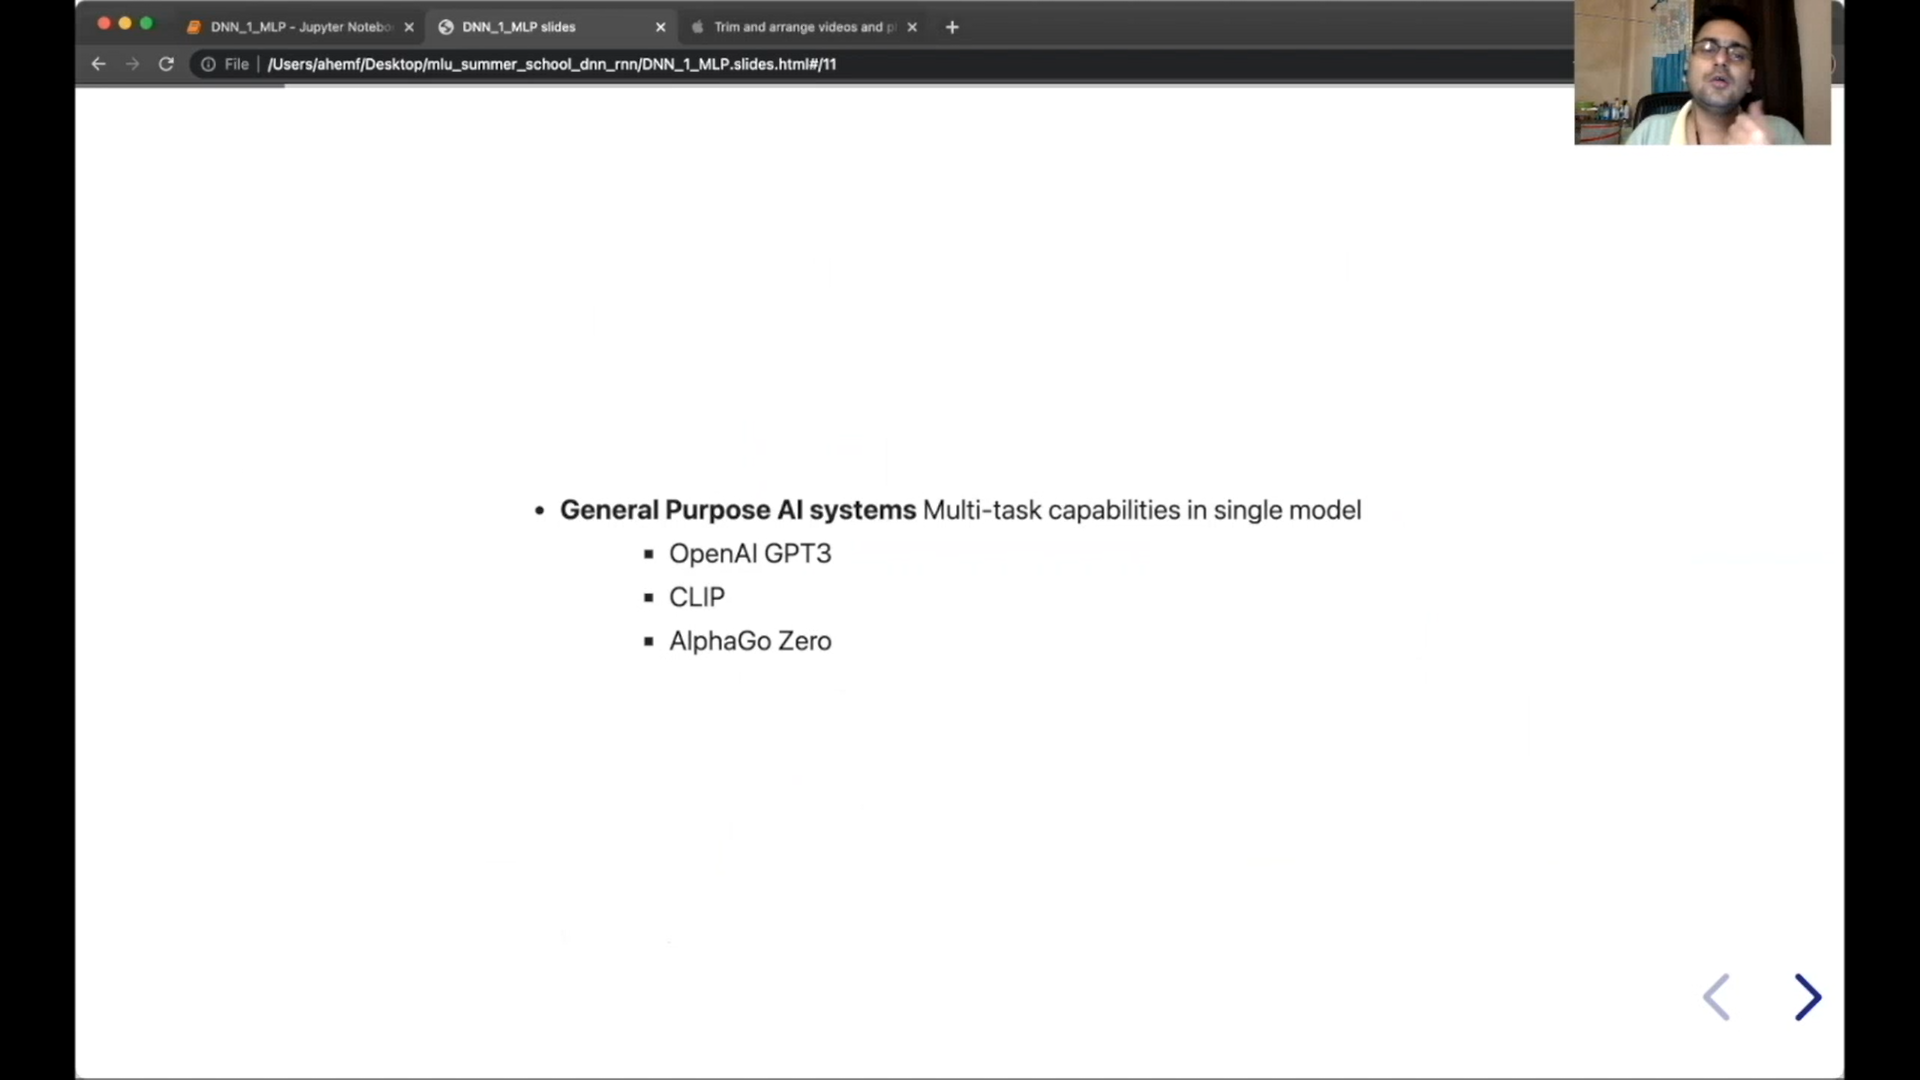 DNN_1_MLP - Jupyter Notebo
DNN_1_MLP slides
Trim and arrange videos and p
File
/Users/ahemf/Desktop/mlu_summer_school_dnn_rnn/DNN_1_MLP.slides.html#/11
• General Purpose AI systems Multi-task capabilities in single model
▪ OpenAI GPT3
▪ CLIP
▪ AlphaGo Zero